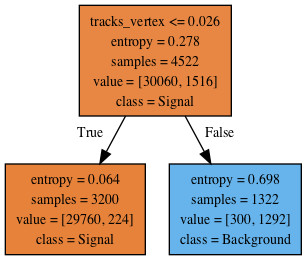 tracks_vertex <= 0.026
entropy = 0.278
samples = 4522
value = [30060, 1516]
class = Signal
True
False
entropy = 0.064
samples = 3200
value = [29760, 224]
class = Signal
entropy = 0.698
samples = 1322
value = [300, 1292]
class = Background